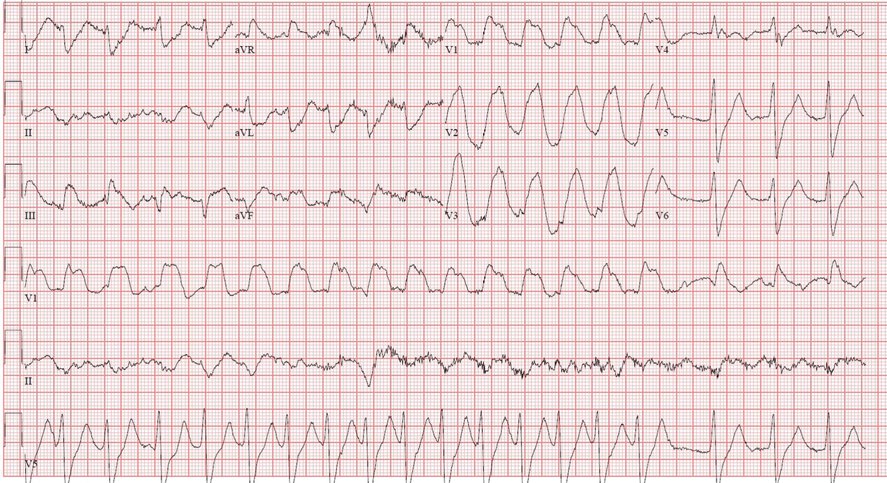 I aVR V1 V4
II aVL V2 V5
III aVF V3 V6
V1
II
V5